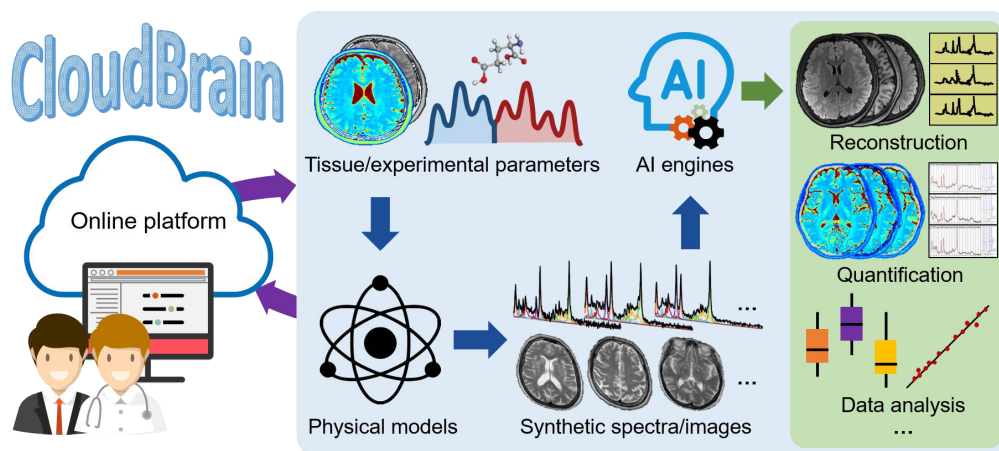 CloudBrain
Online platform
Tissue/experimental parameters
AI
AI engines
Physical models
...
...
Synthetic spectra/images
Reconstruction
Quantification
Data analysis
...